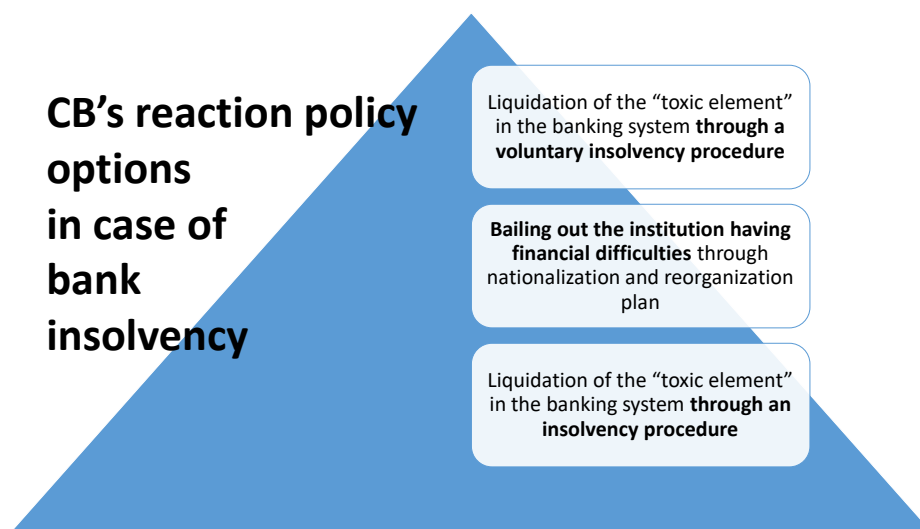 CB’s reaction policy
options
in case of
bank
insolvency
Liquidation of the “toxic element”
in the banking system through a
voluntary insolvency procedure
Bailing out the institution having
financial difficulties through
nationalization and reorganization
plan
Liquidation of the “toxic element”
in the banking system through an
insolvency procedure